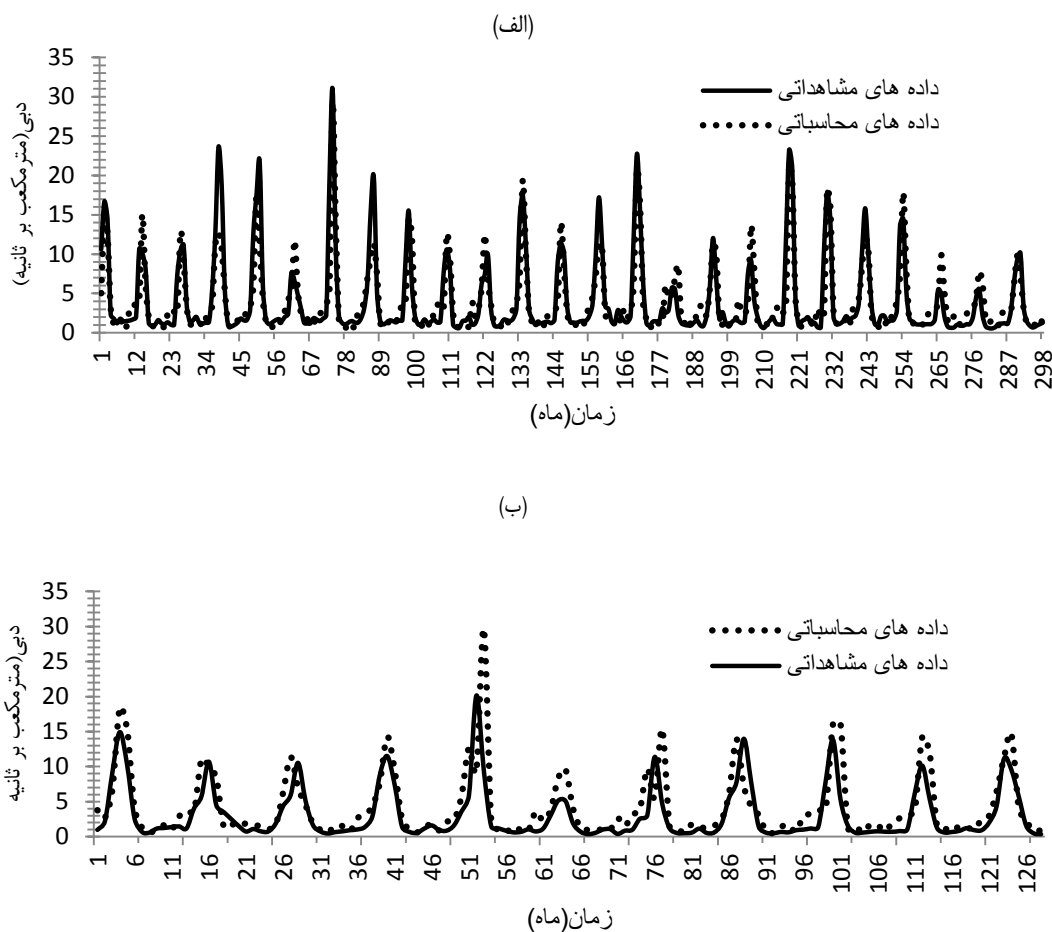 (الف)
35
30
25
20
15
10
5
0
دبی(مترمکعب بر ثانیه)
داده های مشاهداتی
داده های محاسباتی
1 12 23 34 45 56 67 78 89 100 111 122 133 144 155 166 177 188 199 210 221 232 243 254 265 276 287 298
زمان(ماه)
(ب)
35
30
25
20
15
10
5
0
دبی(مترمکعب بر ثانیه
داده های محاسباتی
داده های مشاهداتی
1 6 11 16 21 26 31 36 41 46 51 56 61 66 71 76 81 86 91 96 101 106 111 116 121 126
زمان(ماه)